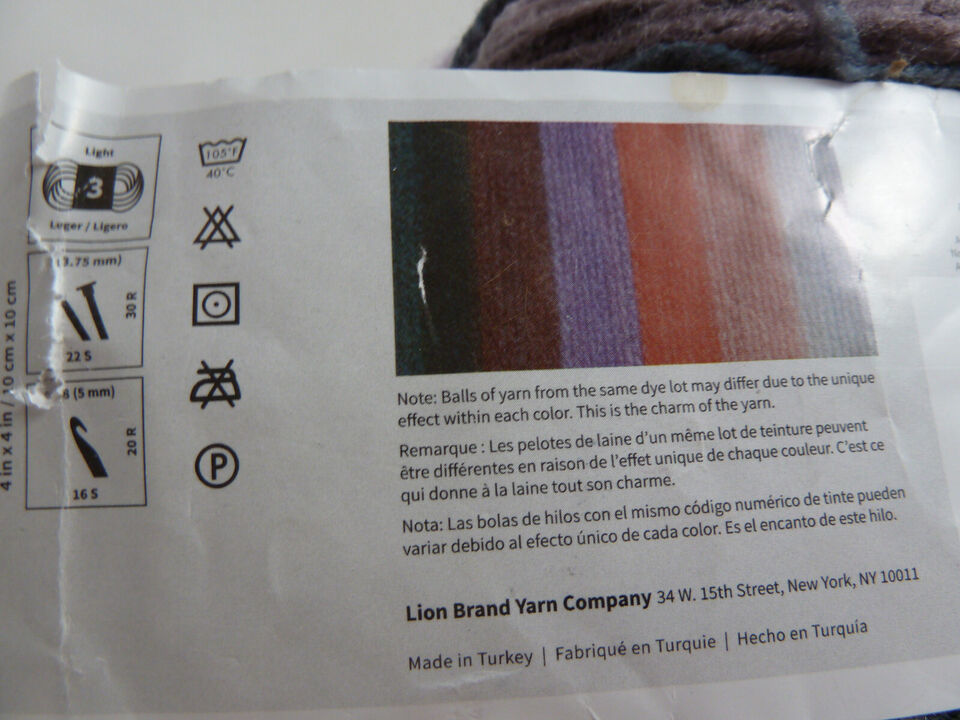 Light
3
Leger / Ligero
(3.75 mm)
30 R
22 S
(5 mm)
20 R
16 S
4 in x 4 in / 10 cm x 10 cm
105°F
40°C
P
Note: Balls of yarn from the same dye lot may differ due to the unique
effect within each color. This is the charm of the yarn.
Remarque : Les pelotes de laine d'un même lot de teinture peuvent
être différentes en raison de l'effet unique de chaque couleur. C'est ce
qui donne à la laine tout son charme.
Nota: Las bolas de hilos con el mismo código numérico de tinte pueden
variar debido al efecto único de cada color. Es el encanto de este hilo.
Lion Brand Yarn Company 34 W. 15th Street, New York, NY 10011
Made in Turkey | Fabriqué en Turquie | Hecho en Turquía